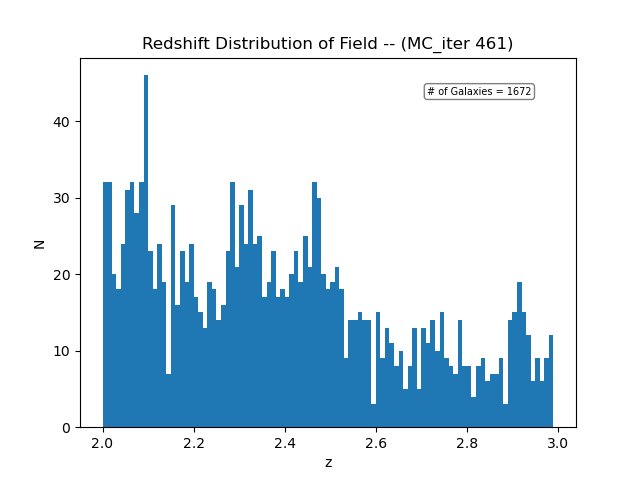 Redshift Distribution of Field -- (MC_iter 461)
# of Galaxies = 1672
40
30
20
10
0
N
2.0 2.2 2.4 2.6 2.8 3.0
z